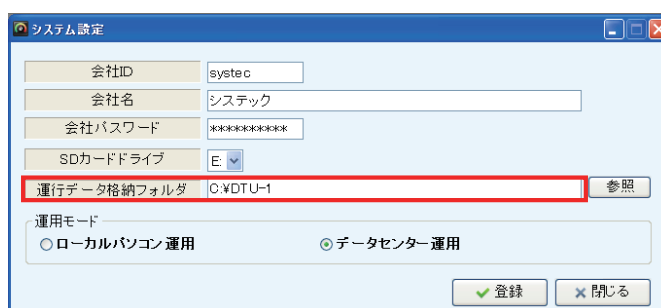 システム設定
会社ID systec
会社名 システック
会社パスワード **********
SDカードドライブ E:
運行データ格納フォルダ C:¥DTU-1 参照
運用モード
ローカルパソコン運用 データセンター運用
登録 閉じる